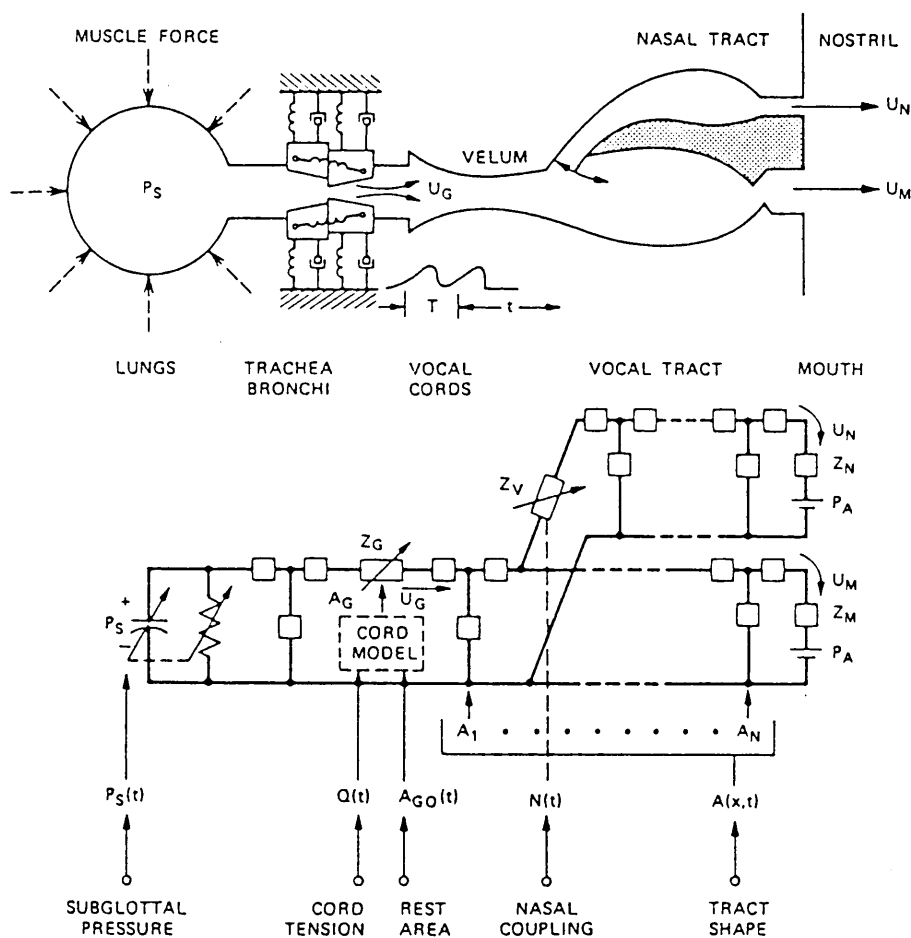 MUSCLE FORCE
NASAL TRACT
NOSTRIL
U_N
VELUM
P_S
U_G
U_M
T
t
LUNGS
TRACHEA
BRONCHI
VOCAL
CORDS
VOCAL TRACT
MOUTH
U_N
Z_N
P_A
Z_V
Z_G
A_G
U_G
U_M
+
P_S
−
CORD
MODEL
Z_M
P_A
A_1 · · · · · · · · A_N
P_S(t)
Q(t)
A_GO(t)
N(t)
A(x,t)
SUBGLOTTAL
PRESSURE
CORD
TENSION
REST
AREA
NASAL
COUPLING
TRACT
SHAPE